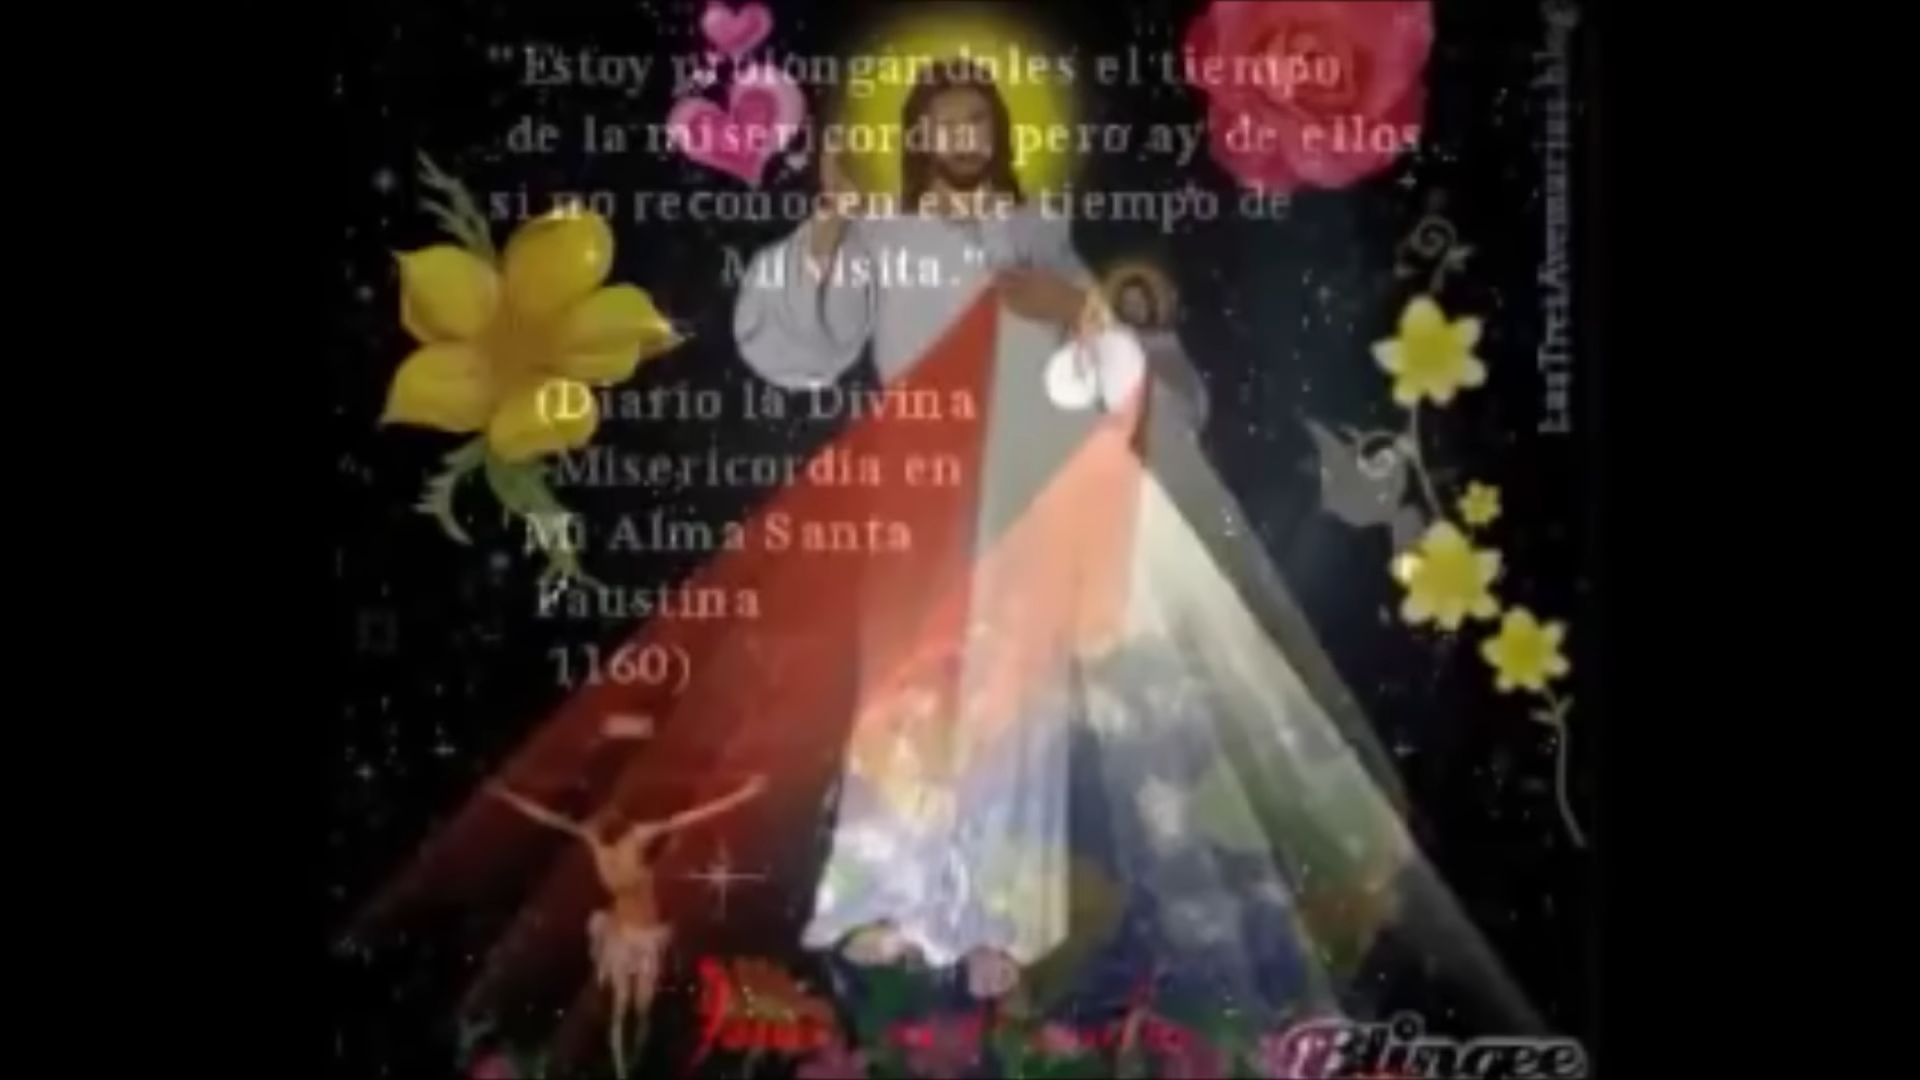 "Estoy prolongandoles el tiempo
de la misericordia, pero ay de ellos
si no reconocen este tiempo de
Mi visita."
(Diario la Divina
Misericordia en
Mi Alma Santa
Faustina
1160)
Blingee